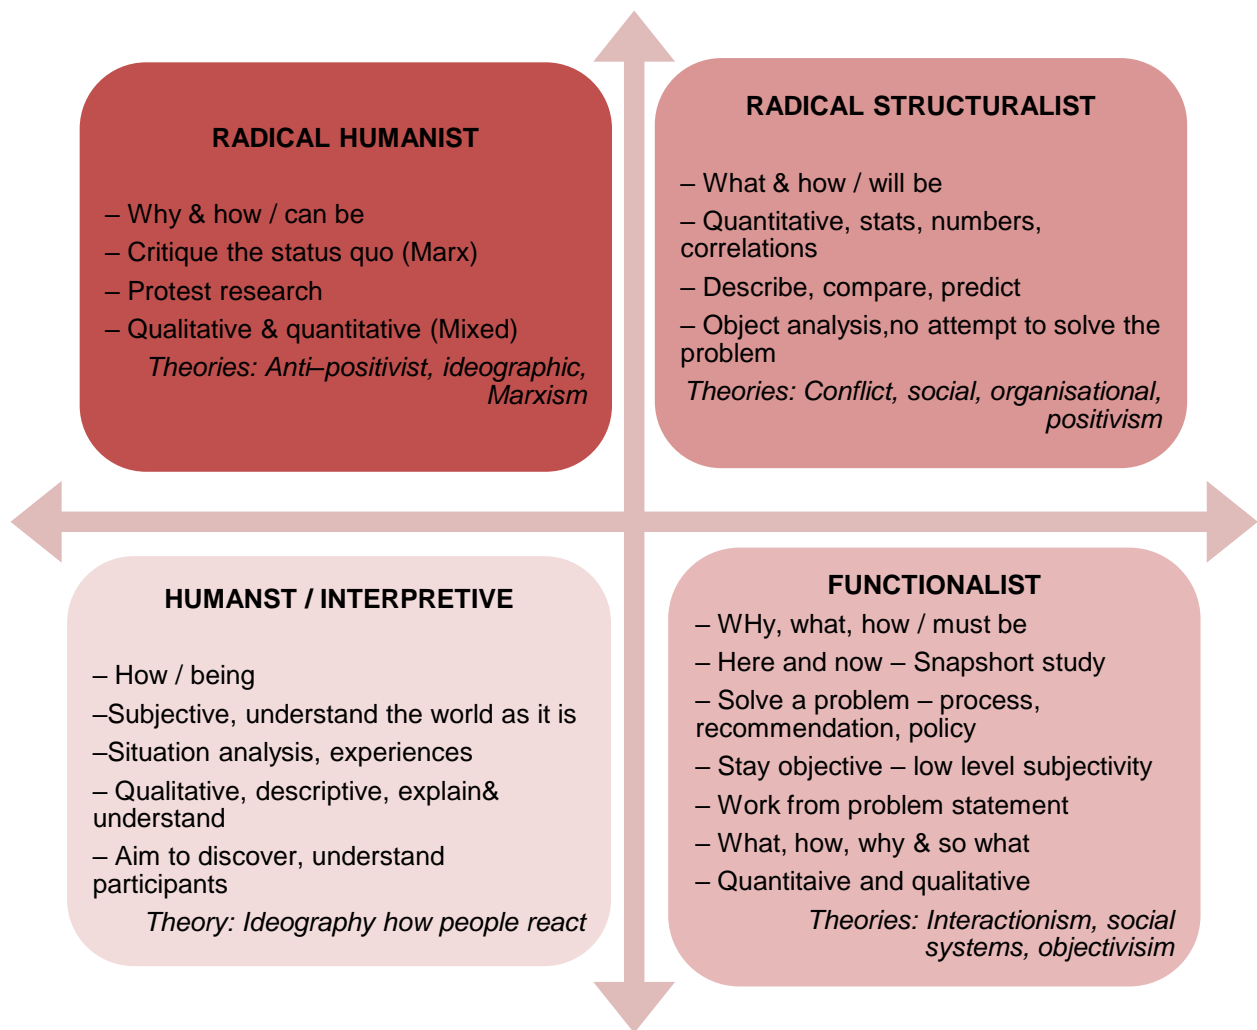 RADICAL HUMANIST
– Why & how / can be
– Critique the status quo (Marx)
– Protest research
– Qualitative & quantitative (Mixed)
Theories: Anti–positivist, ideographic,
Marxism
RADICAL STRUCTURALIST
– What & how / will be
– Quantitative, stats, numbers,
correlations
– Describe, compare, predict
– Object analysis,no attempt to solve the
problem
Theories: Conflict, social, organisational,
positivism
HUMANST / INTERPRETIVE
– How / being
–Subjective, understand the world as it is
–Situation analysis, experiences
– Qualitative, descriptive, explain&
understand
– Aim to discover, understand
participants
Theory: Ideography how people react
FUNCTIONALIST
– WHy, what, how / must be
– Here and now – Snapshort study
– Solve a problem – process,
recommendation, policy
– Stay objective – low level subjectivity
– Work from problem statement
– What, how, why & so what
– Quantitaive and qualitative
Theories: Interactionism, social
systems, objectivisim